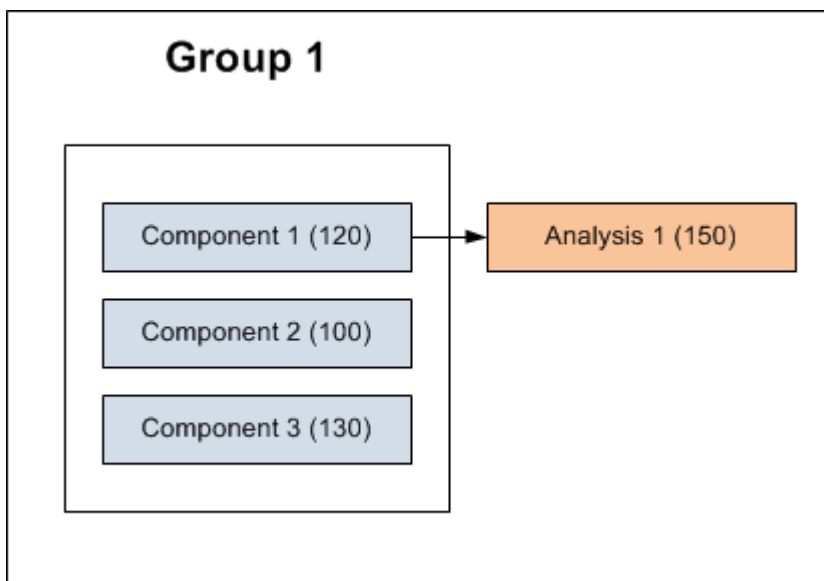 Group 1
Component 1 (120)
Analysis 1 (150)
Component 2 (100)
Component 3 (130)